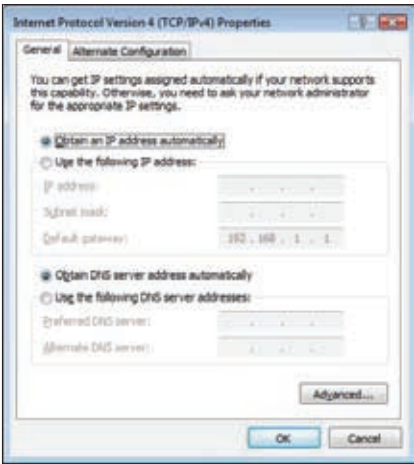 Internet Protocol Version 4 (TCP/IPv4) Properties
General Alternate Configuration
You can get IP settings assigned automatically if your network supports
this capability. Otherwise, you need to ask your network administrator
for the appropriate IP settings.
Obtain an IP address automatically
Use the following IP address:
IP address:
Subnet mask:
Default gateway: 192 . 168 . 1 . 1
Obtain DNS server address automatically
Use the following DNS server addresses:
Preferred DNS server:
Alternate DNS server:
Advanced...
OK Cancel